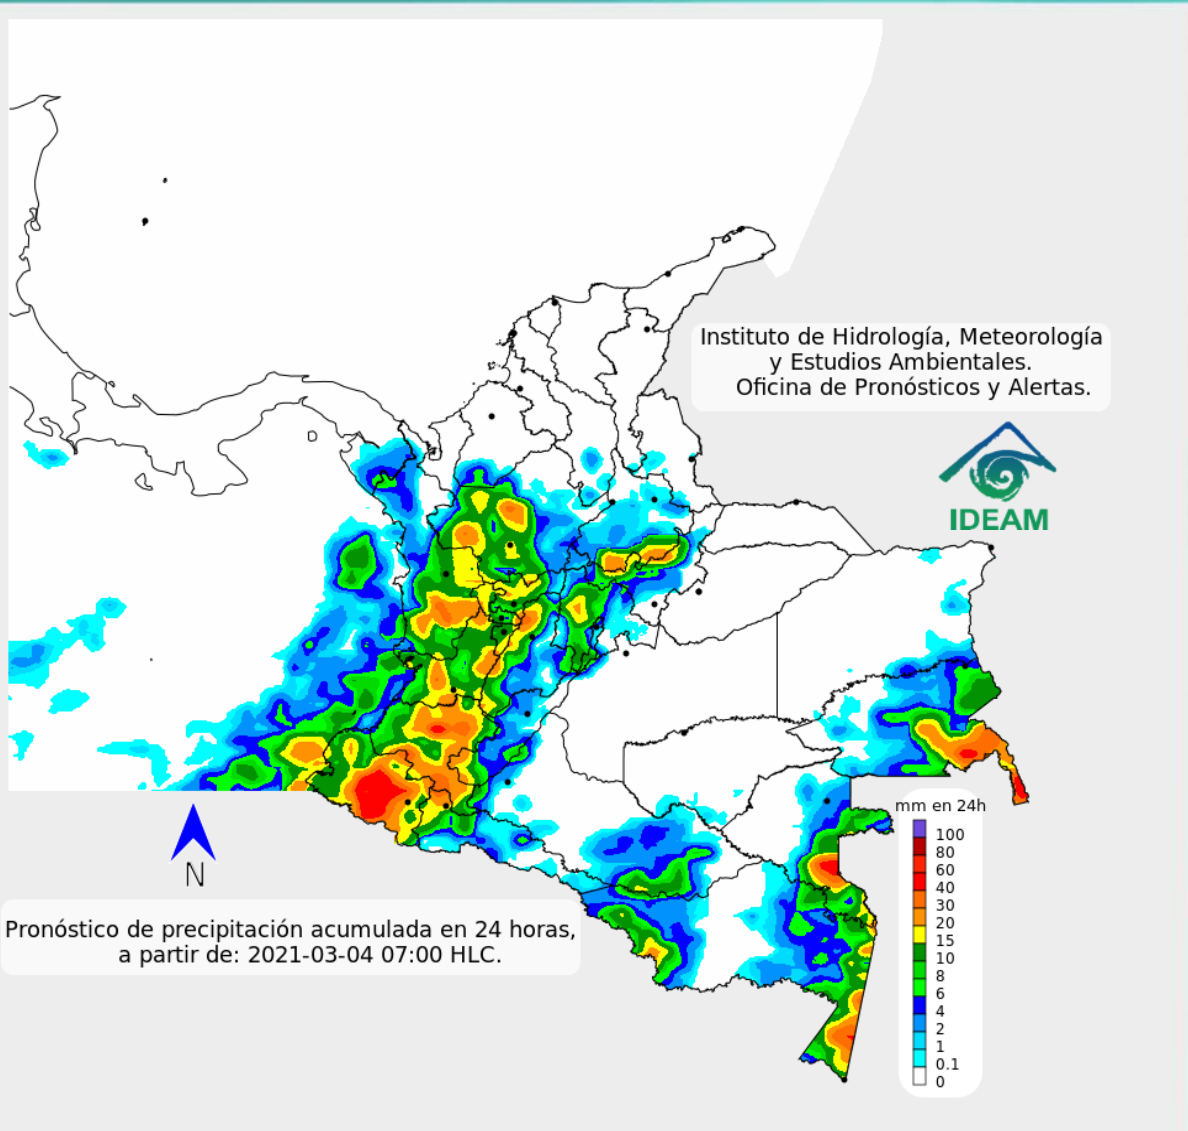 Instituto de Hidrología, Meteorología
y Estudios Ambientales.
Oficina de Pronósticos y Alertas.
IDEAM
mm en 24h
100
80
60
40
30
20
15
10
8
6
4
2
1
0.1
0
N
Pronóstico de precipitación acumulada en 24 horas,
a partir de: 2021-03-04 07:00 HLC.